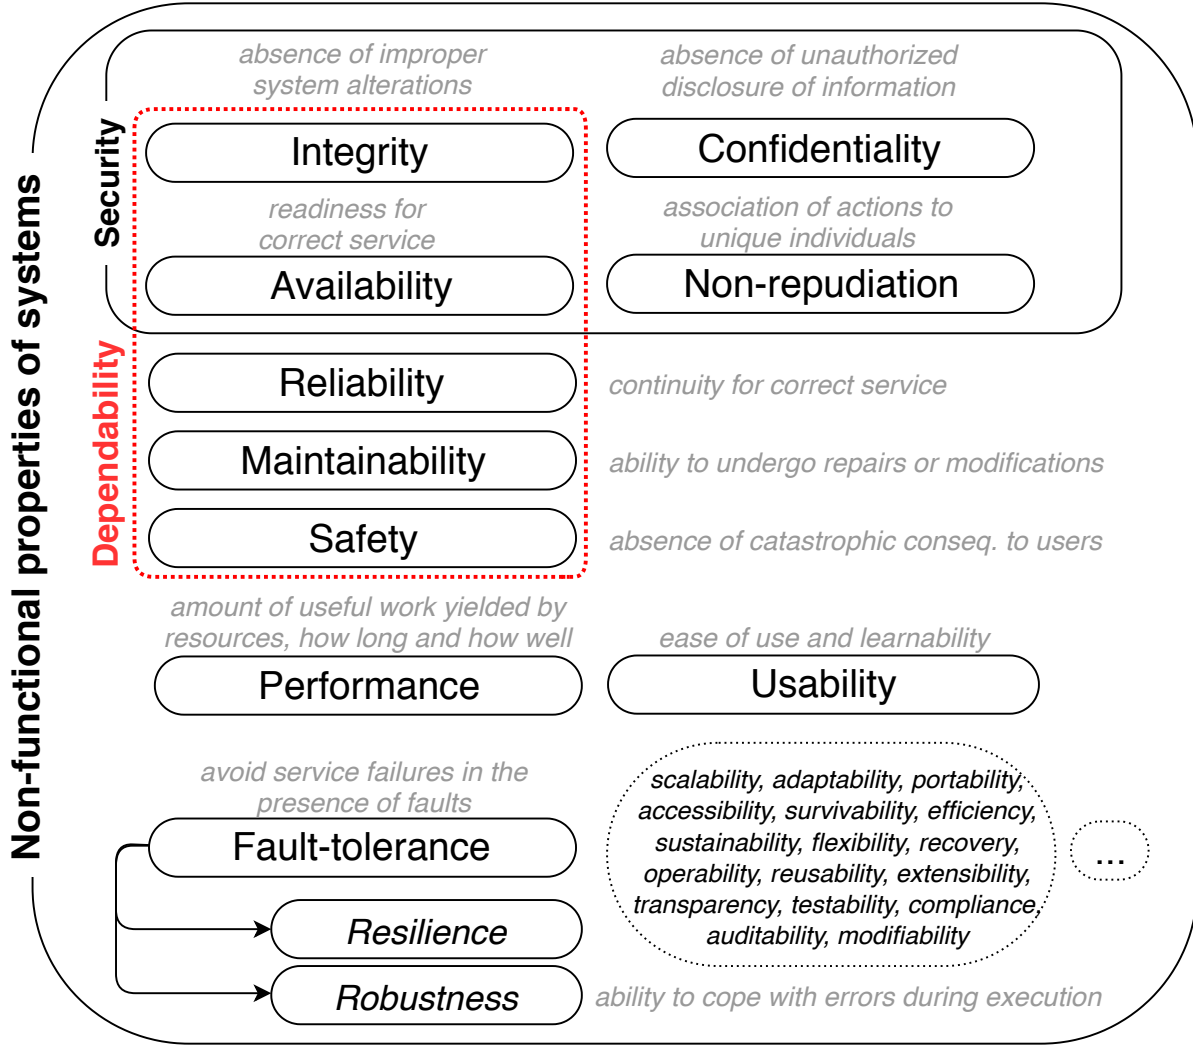 Non-functional properties of systems
Security
absence of improper
system alterations
Integrity
absence of unauthorized
disclosure of information
Confidentiality
readiness for
correct service
Availability
association of actions to
unique individuals
Non-repudiation
Dependability
Reliability
continuity for correct service
Maintainability
ability to undergo repairs or modifications
Safety
absence of catastrophic conseq. to users
amount of useful work yielded by
resources, how long and how well
Performance
ease of use and learnability
Usability
avoid service failures in the
presence of faults
Fault-tolerance
Resilience
Robustness
ability to cope with errors during execution
scalability, adaptability, portability,
accessibility, survivability, efficiency,
sustainability, flexibility, recovery,
operability, reusability, extensibility,
transparency, testability, compliance,
auditability, modifiability
...